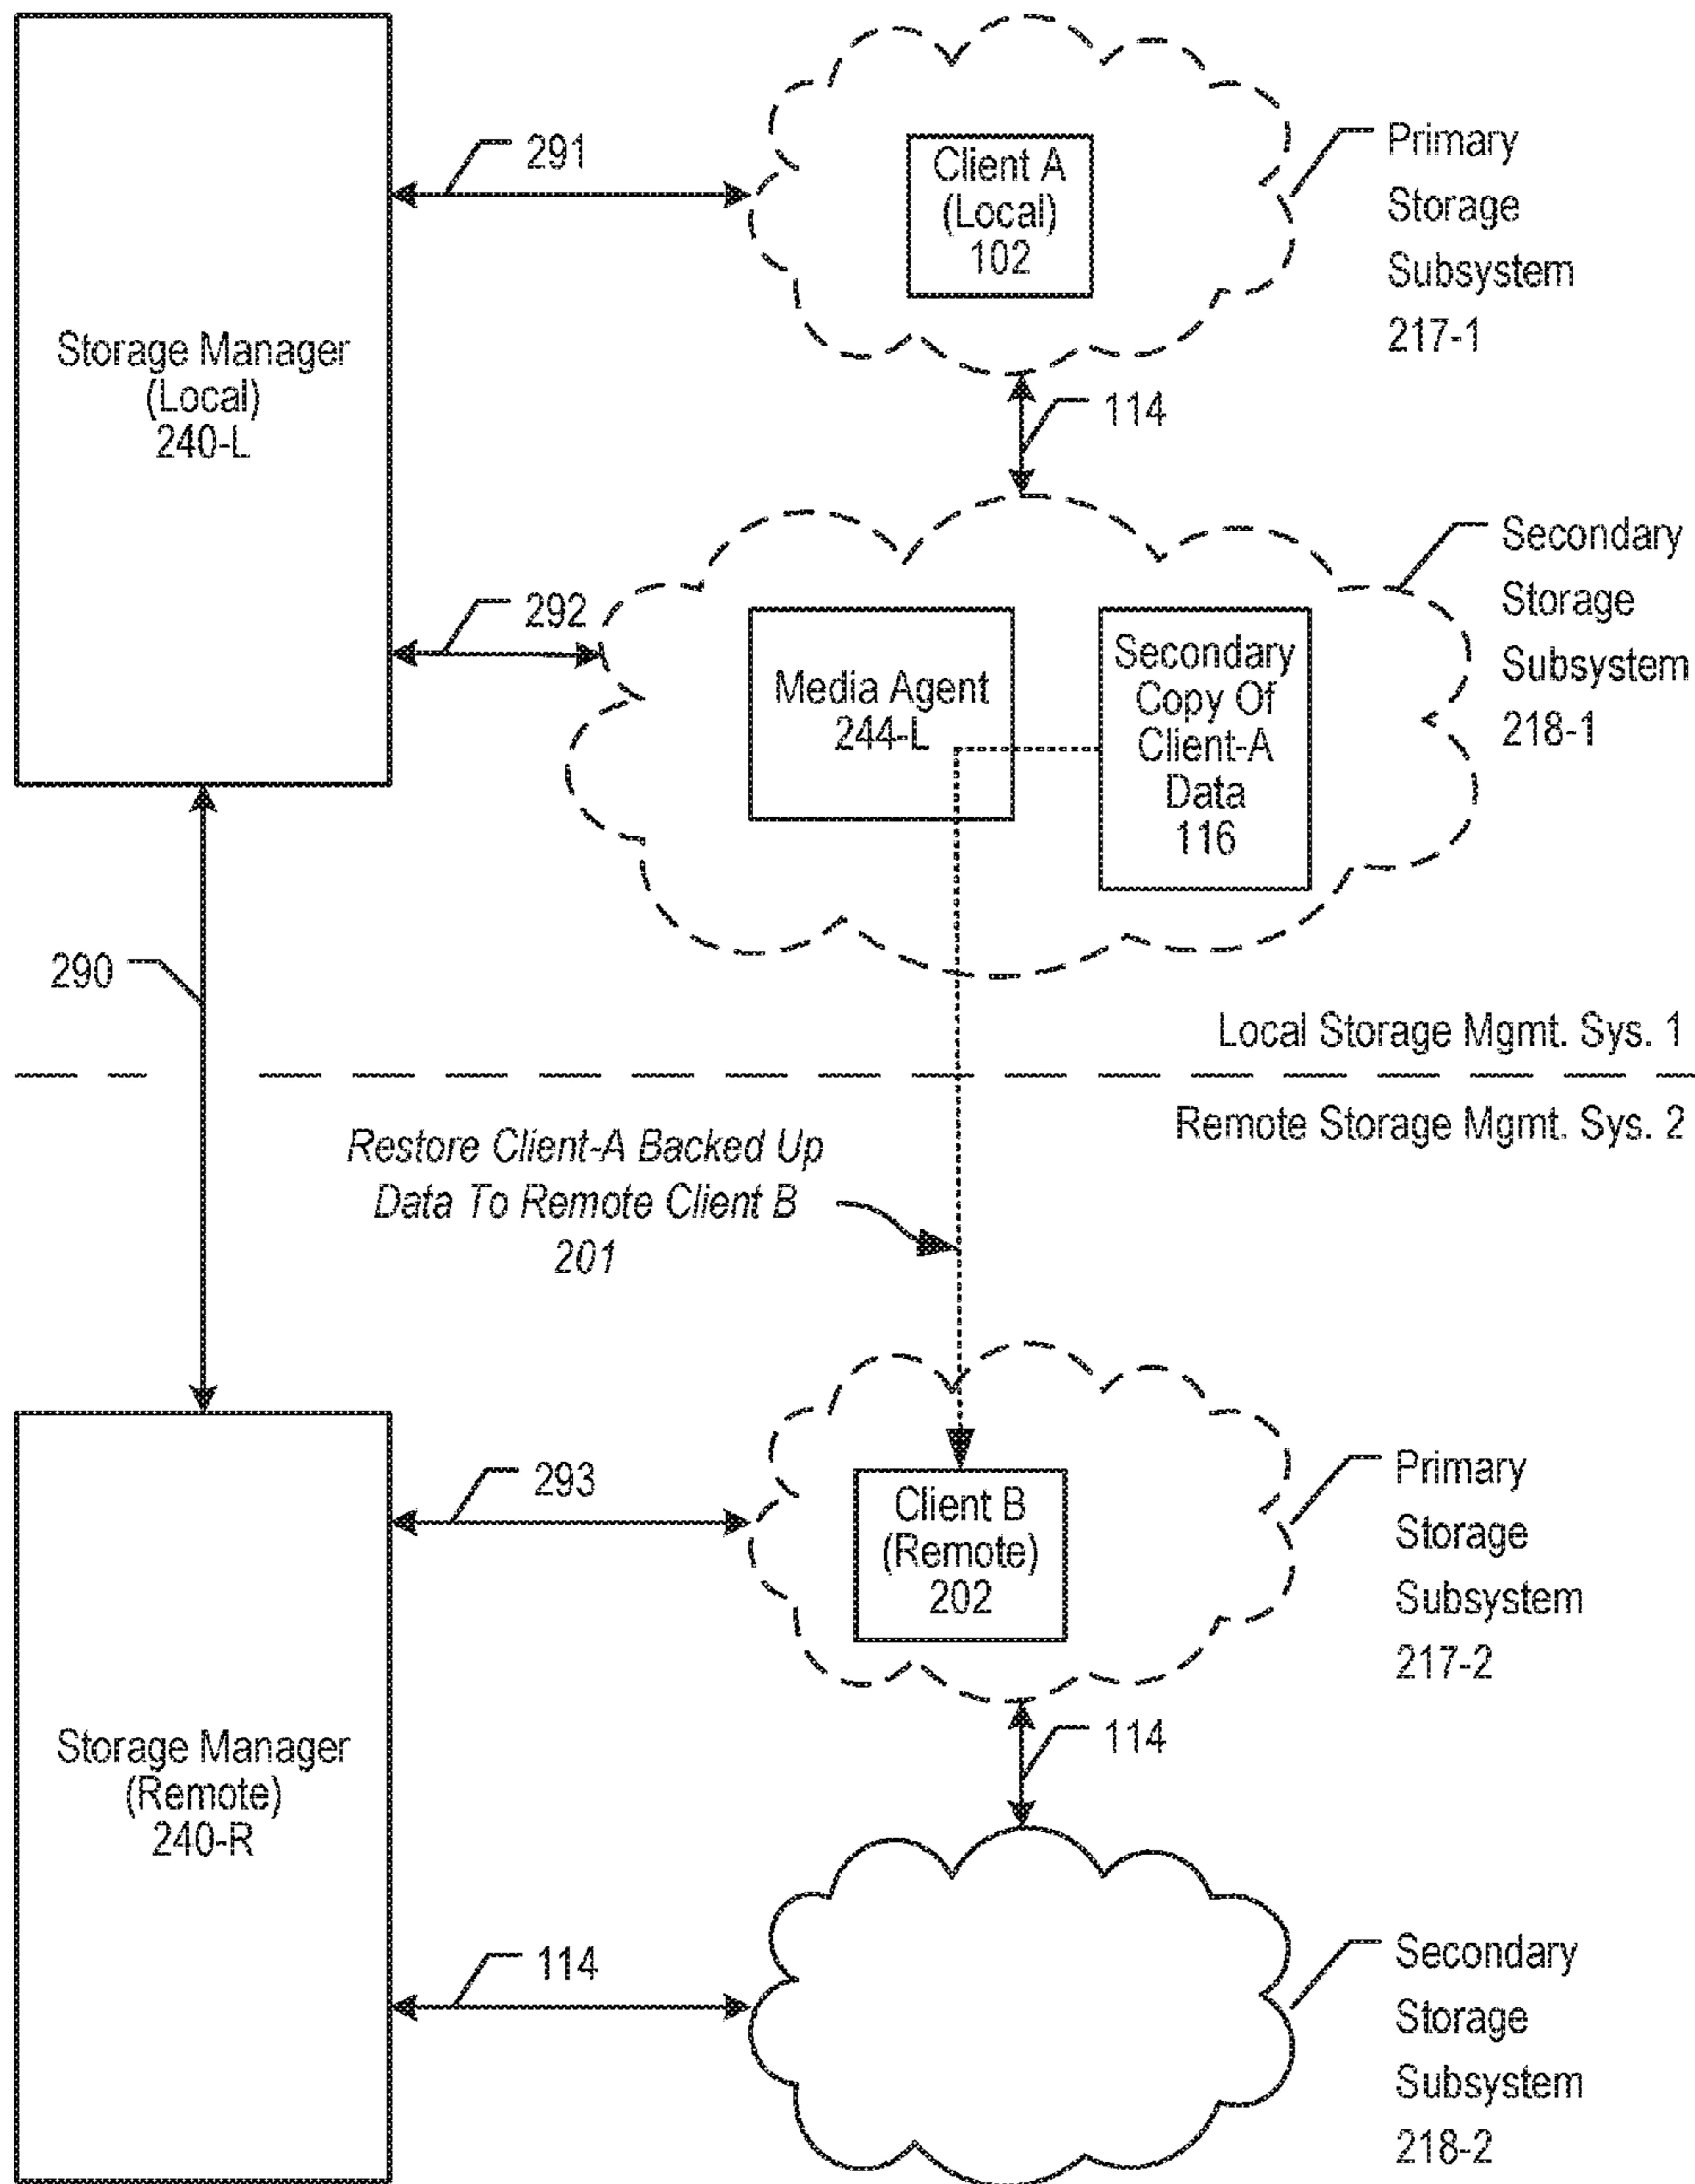 291
Client A
(Local)
102
Primary
Storage
Subsystem
217-1
Storage Manager
(Local)
240-L
114
292
Media Agent
244-L
Secondary
Copy Of
Client-A
Data
116
Secondary
Storage
Subsystem
218-1
290
Local Storage Mgmt. Sys. 1
Remote Storage Mgmt. Sys. 2
Restore Client-A Backed Up
Data To Remote Client B
201
293
Client B
(Remote)
202
Primary
Storage
Subsystem
217-2
Storage Manager
(Remote)
240-R
114
114
Secondary
Storage
Subsystem
218-2